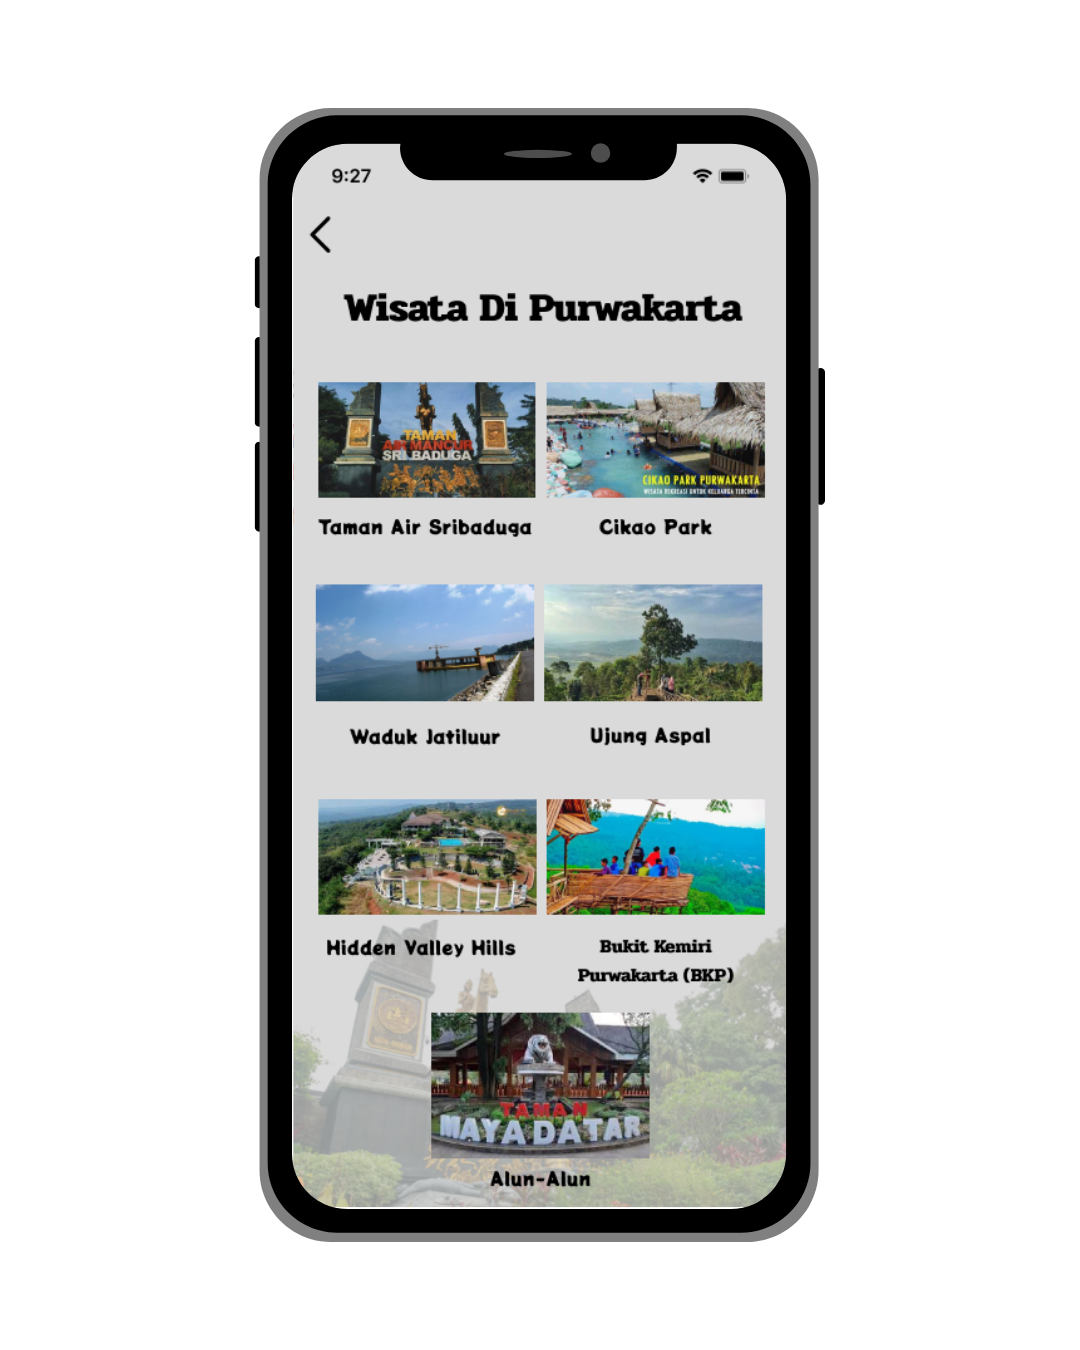 9:27
Wisata Di Purwakarta
TAMAN
AIR MANCUR
SRI BADUGA
CIKAO PARK PURWAKARTA
WISATA REKREASI UNTUK KELUARGA TERCINTA
Taman Air Sribaduga
Cikao Park
Waduk Jatiluur
Ujung Aspal
Hidden Valley Hills
Bukit Kemiri
Purwakarta (BKP)
TAMAN
MAYA DATAR
Alun-Alun